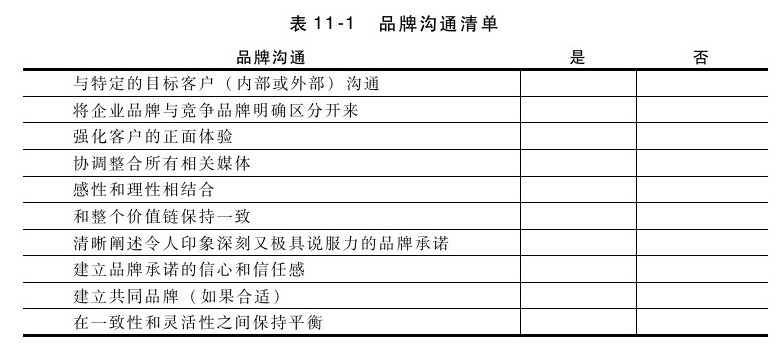 表 11-1 品牌沟通清单
品牌沟通 是 否
与特定的目标客户（内部或外部）沟通
将企业品牌与竞争品牌明确区分开来
强化客户的正面体验
协调整合所有相关媒体
感性和理性相结合
和整个价值链保持一致
清晰阐述令人印象深刻又极具说服力的品牌承诺
建立品牌承诺的信心和信任感
建立共同品牌（如果合适）
在一致性和灵活性之间保持平衡